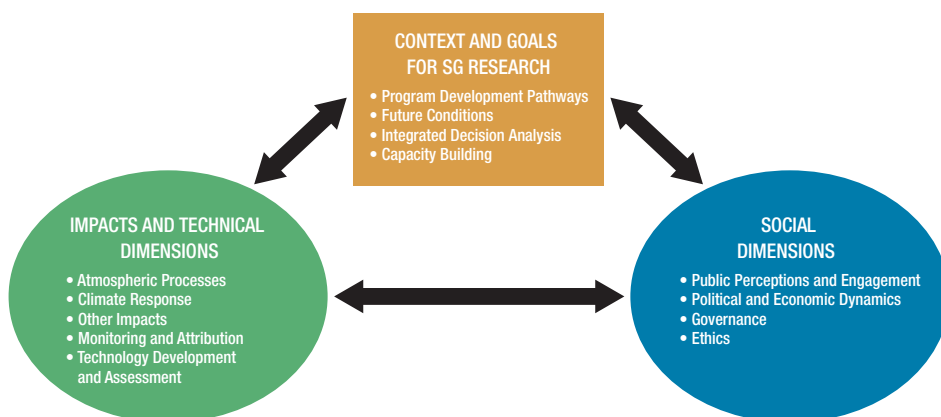 CONTEXT AND GOALS
FOR SG RESEARCH
• Program Development Pathways
• Future Conditions
• Integrated Decision Analysis
• Capacity Building
IMPACTS AND TECHNICAL
DIMENSIONS
• Atmospheric Processes
• Climate Response
• Other Impacts
• Monitoring and Attribution
• Technology Development
and Assessment
SOCIAL
DIMENSIONS
• Public Perceptions and Engagement
• Political and Economic Dynamics
• Governance
• Ethics